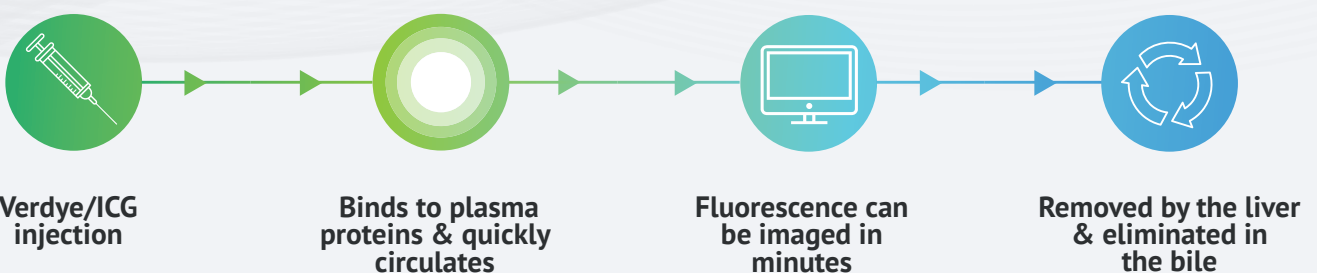 Verdye/ICG
injection
Binds to plasma
proteins & quickly
circulates
Fluorescence can
be imaged in
minutes
Removed by the liver
& eliminated in
the bile